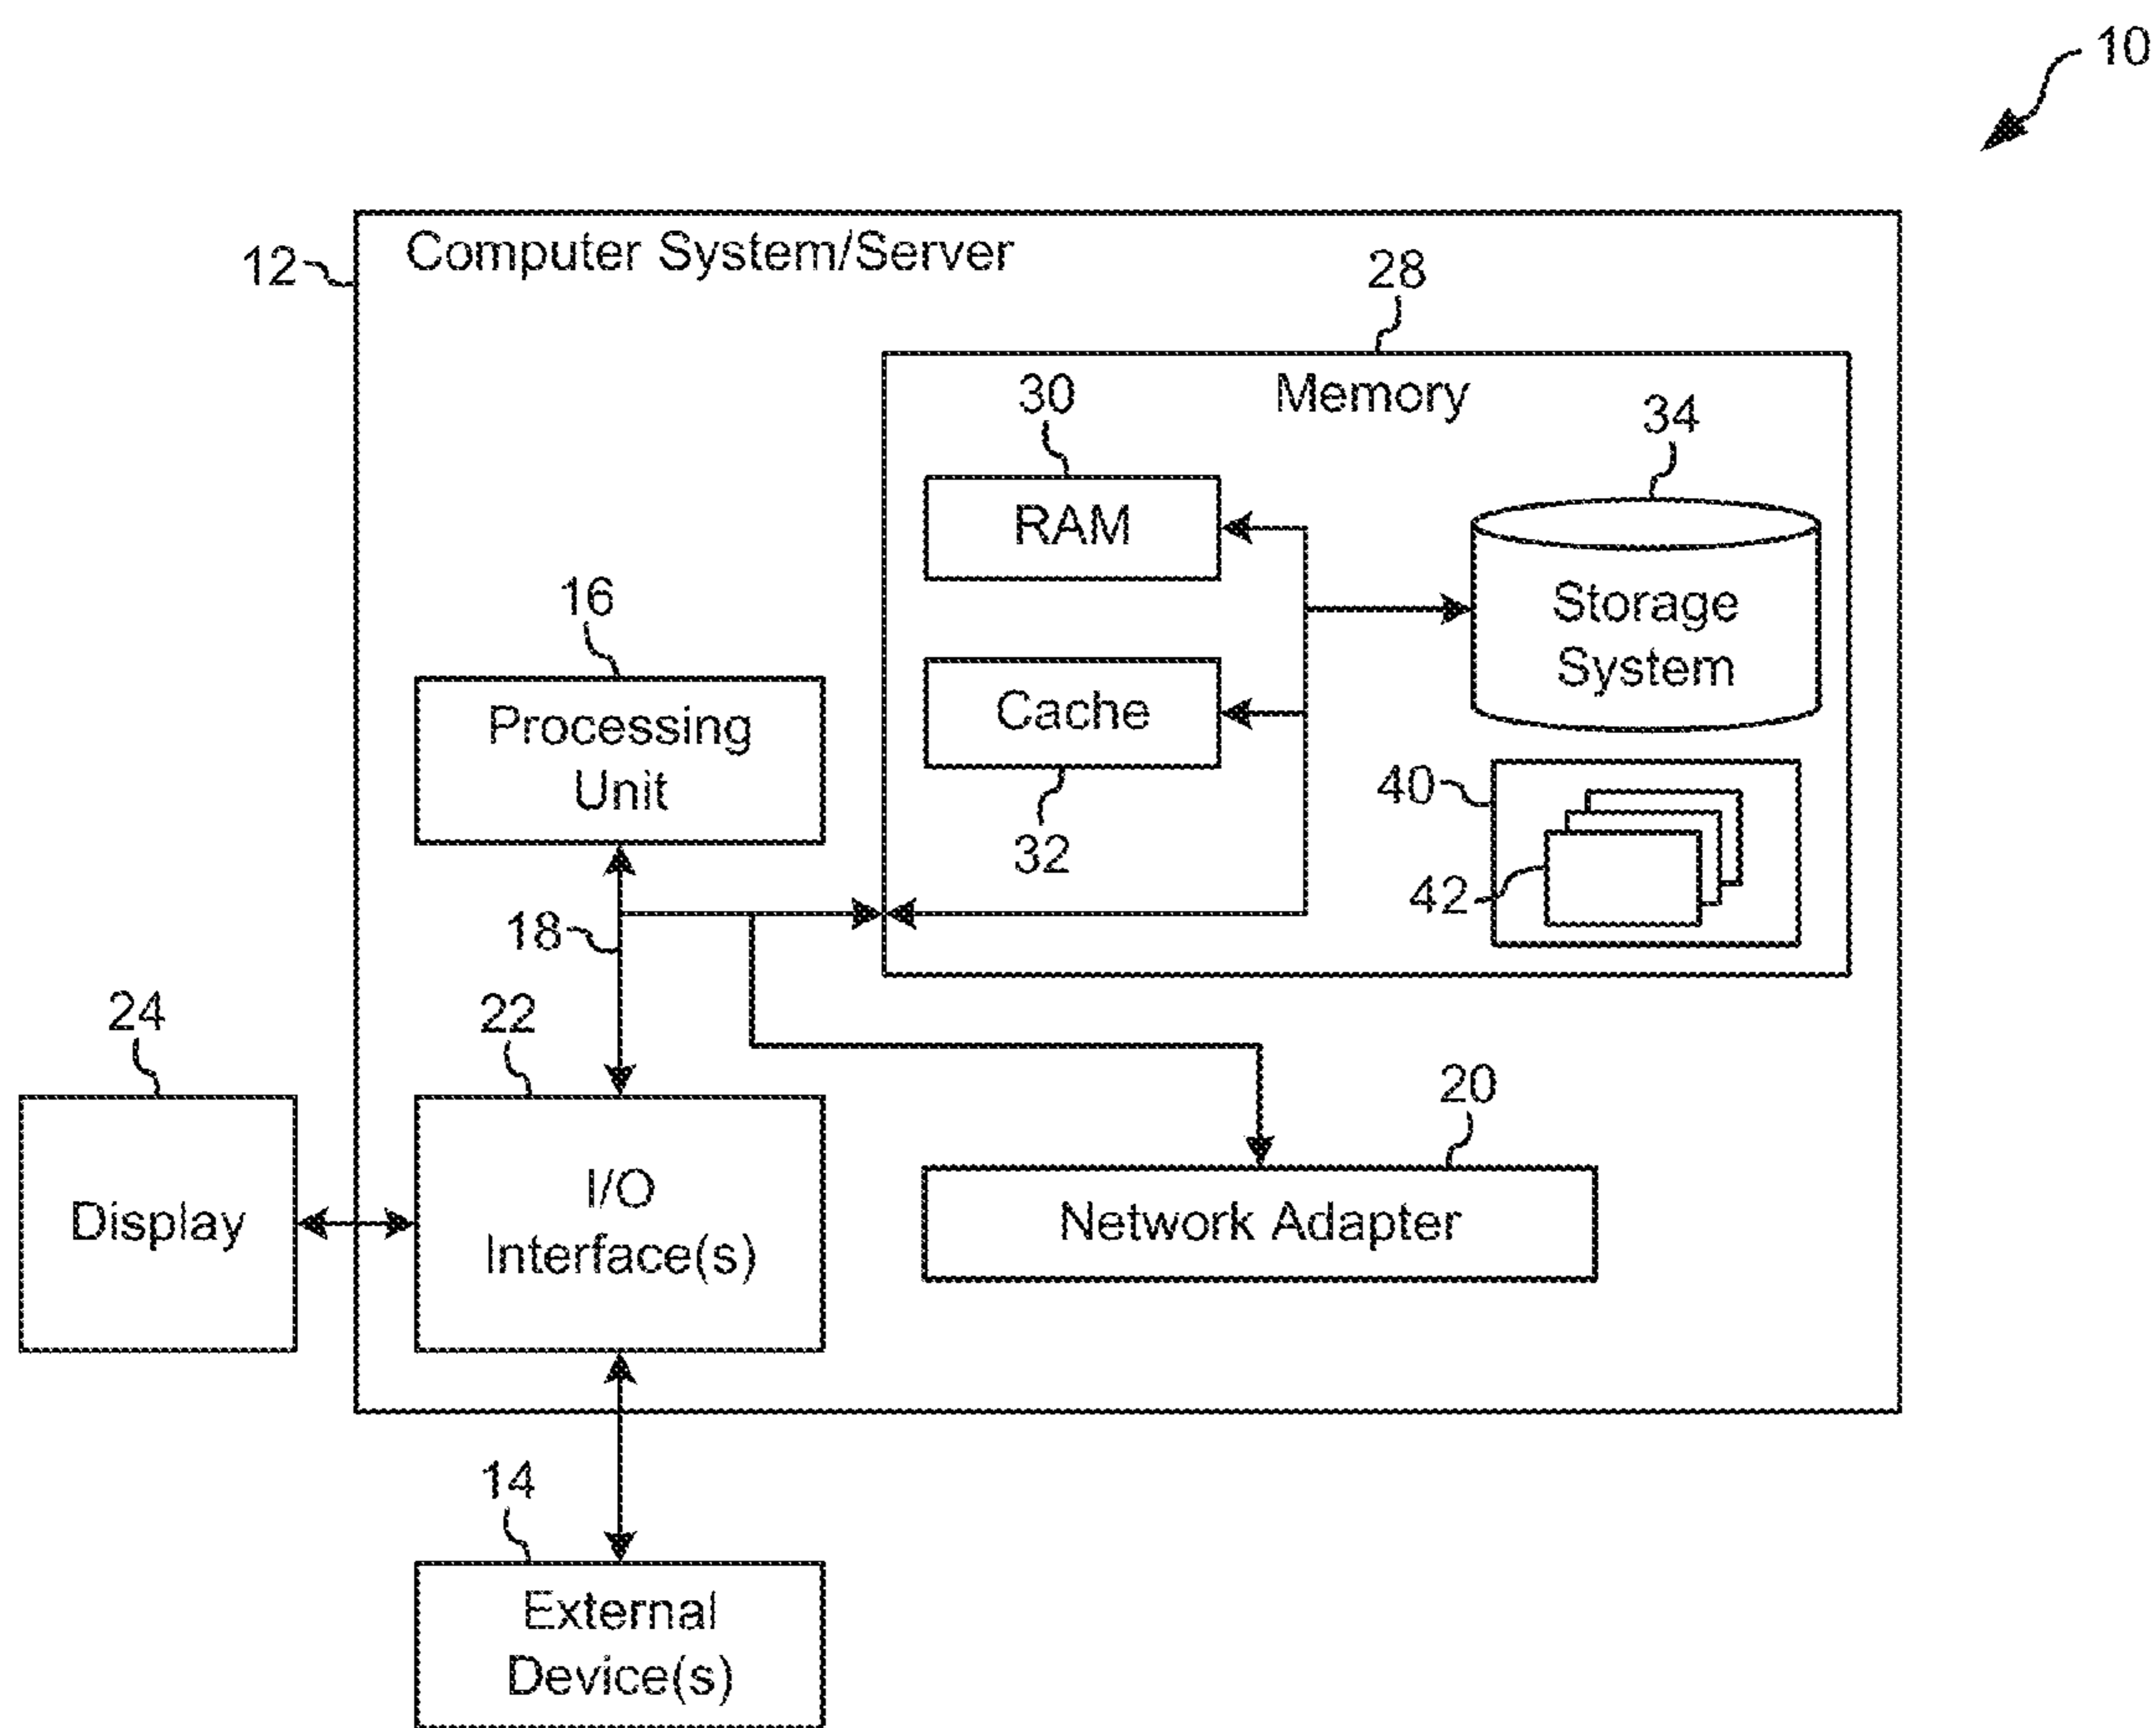 10
12
Computer System/Server
28
Memory
30
34
RAM
Storage
System
16
Processing
Unit
Cache
32
40
42
18
24
22
20
Display
I/O
Interface(s)
Network Adapter
14
External
Device(s)